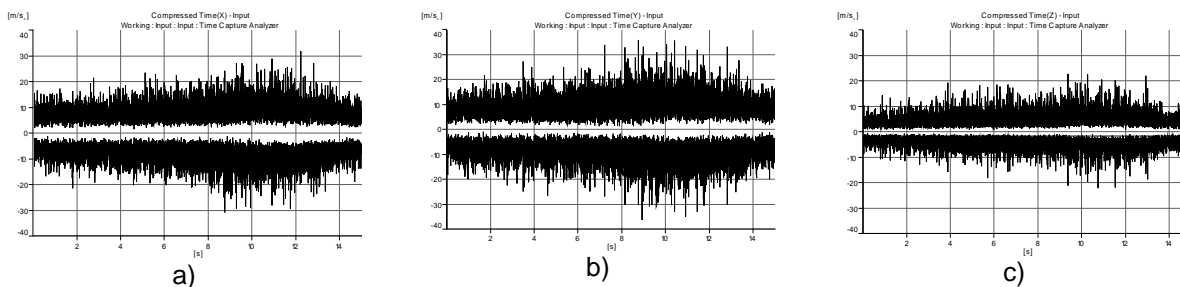 [m/s,]
Compressed Time(X) - Input
Working : Input : Input : Time Capture Analyzer
40
30
20
10
0
-10
-20
-30
-40
2 4 6 8 10 12 14
[s]
a)
[m/s,]
Compressed Time(Y) - Input
Working : Input : Input : Time Capture Analyzer
40
30
20
10
0
-10
-20
-30
-40
2 4 6 8 10 12 14
[s]
b)
[m/s,]
Compressed Time(Z) - Input
Working : Input : Input : Time Capture Analyzer
40
30
20
10
0
-10
-20
-30
-40
2 4 6 8 10 12 14
[s]
c)